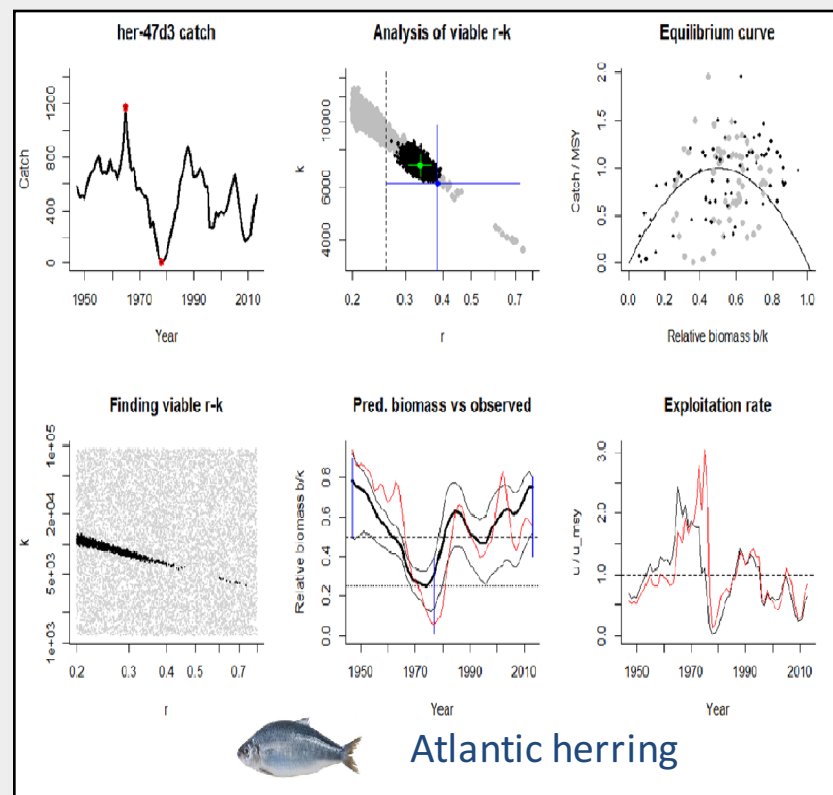 her-47d3 catch
Catch
1200
800
400
0
1950 1970 1990 2010
Year
Analysis of viable r-k
k
10000
6000
4000
0.2 0.3 0.4 0.5 0.7
r
Equilibrium curve
Catch / MSY
2.0
1.5
1.0
0.5
0.0
0.0 0.2 0.4 0.6 0.8 1.0
Relative biomass b/k
Finding viable r-k
k
1e+05
2e+04
5e+03
1e+03
0.2 0.3 0.4 0.5 0.7
r
Pred. biomass vs observed
Relative biomass b/k
0.8
0.6
0.4
0.2
0.0
1950 1970 1990 2010
Year
Exploitation rate
u / u_msy
3.0
2.0
1.0
0.0
1950 1970 1990 2010
Year
Atlantic herring